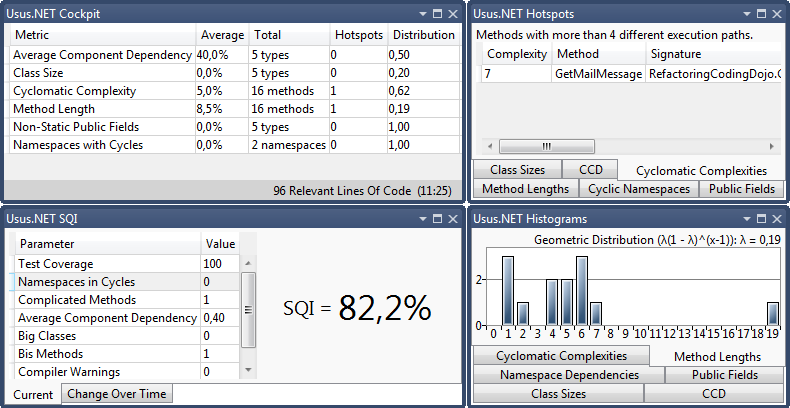 Usus.NET Cockpit
Metric Average Total Hotspots Distribution
Average Component Dependency 40,0% 5 types 0 0,50
Class Size 0,0% 5 types 0 0,20
Cyclomatic Complexity 5,0% 16 methods 1 0,62
Method Length 8,5% 16 methods 1 0,19
Non-Static Public Fields 0,0% 5 types 0 1,00
Namespaces with Cycles 0,0% 2 namespaces 0 1,00
96 Relevant Lines Of Code (11:25)
Usus.NET Hotspots
Methods with more than 4 different execution paths.
Complexity Method Signature
7 GetMailMessage RefactoringCodingDojo.
Class Sizes CCD Cyclomatic Complexities
Method Lengths Cyclic Namespaces Public Fields
Usus.NET SQI
Parameter Value
Test Coverage 100
Namespaces in Cycles 0
Complicated Methods 1
Average Component Dependency 0,40
Big Classes 0
Bis Methods 1
Compiler Warnings 0
SQI = 82,2%
Current Change Over Time
Usus.NET Histograms
Geometric Distribution (λ(1 - λ)^(x-1)): λ = 0,19
2
0
0 1 2 3 4 5 6 7 8 9 10 11 12 13 14 15 16 17 18 19
Cyclomatic Complexities Method Lengths
Namespace Dependencies Public Fields
Class Sizes CCD